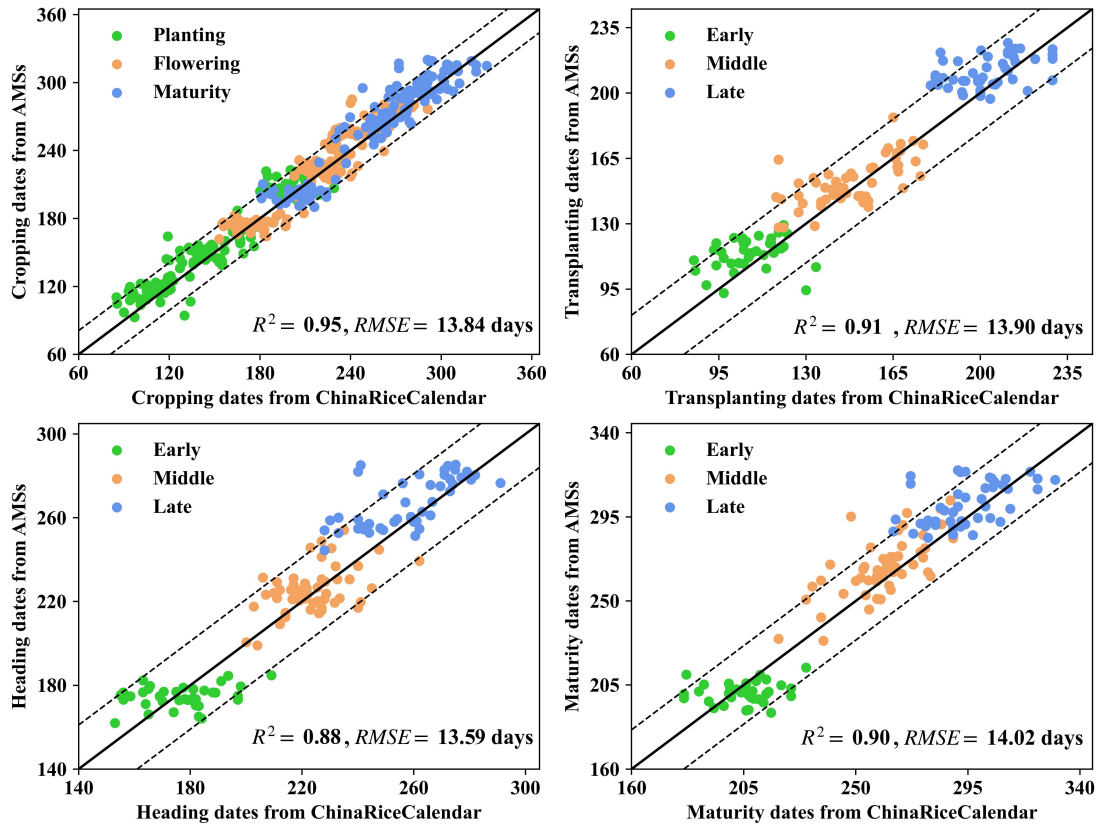 Cropping dates from AMSs
360
300
240
180
120
60
Planting
Flowering
Maturity
R² = 0.95, RMSE = 13.84 days
60 120 180 240 300 360
Cropping dates from ChinaRiceCalendar
Transplanting dates from AMSs
235
200
165
130
95
60
Early
Middle
Late
R² = 0.91 , RMSE = 13.90 days
60 95 130 165 200 235
Transplanting dates from ChinaRiceCalendar
Heading dates from AMSs
300
260
220
180
140
Early
Middle
Late
R² = 0.88, RMSE = 13.59 days
140 180 220 260 300
Heading dates from ChinaRiceCalendar
Maturity dates from AMSs
340
295
250
205
160
Early
Middle
Late
R² = 0.90, RMSE = 14.02 days
160 205 250 295 340
Maturity dates from ChinaRiceCalendar